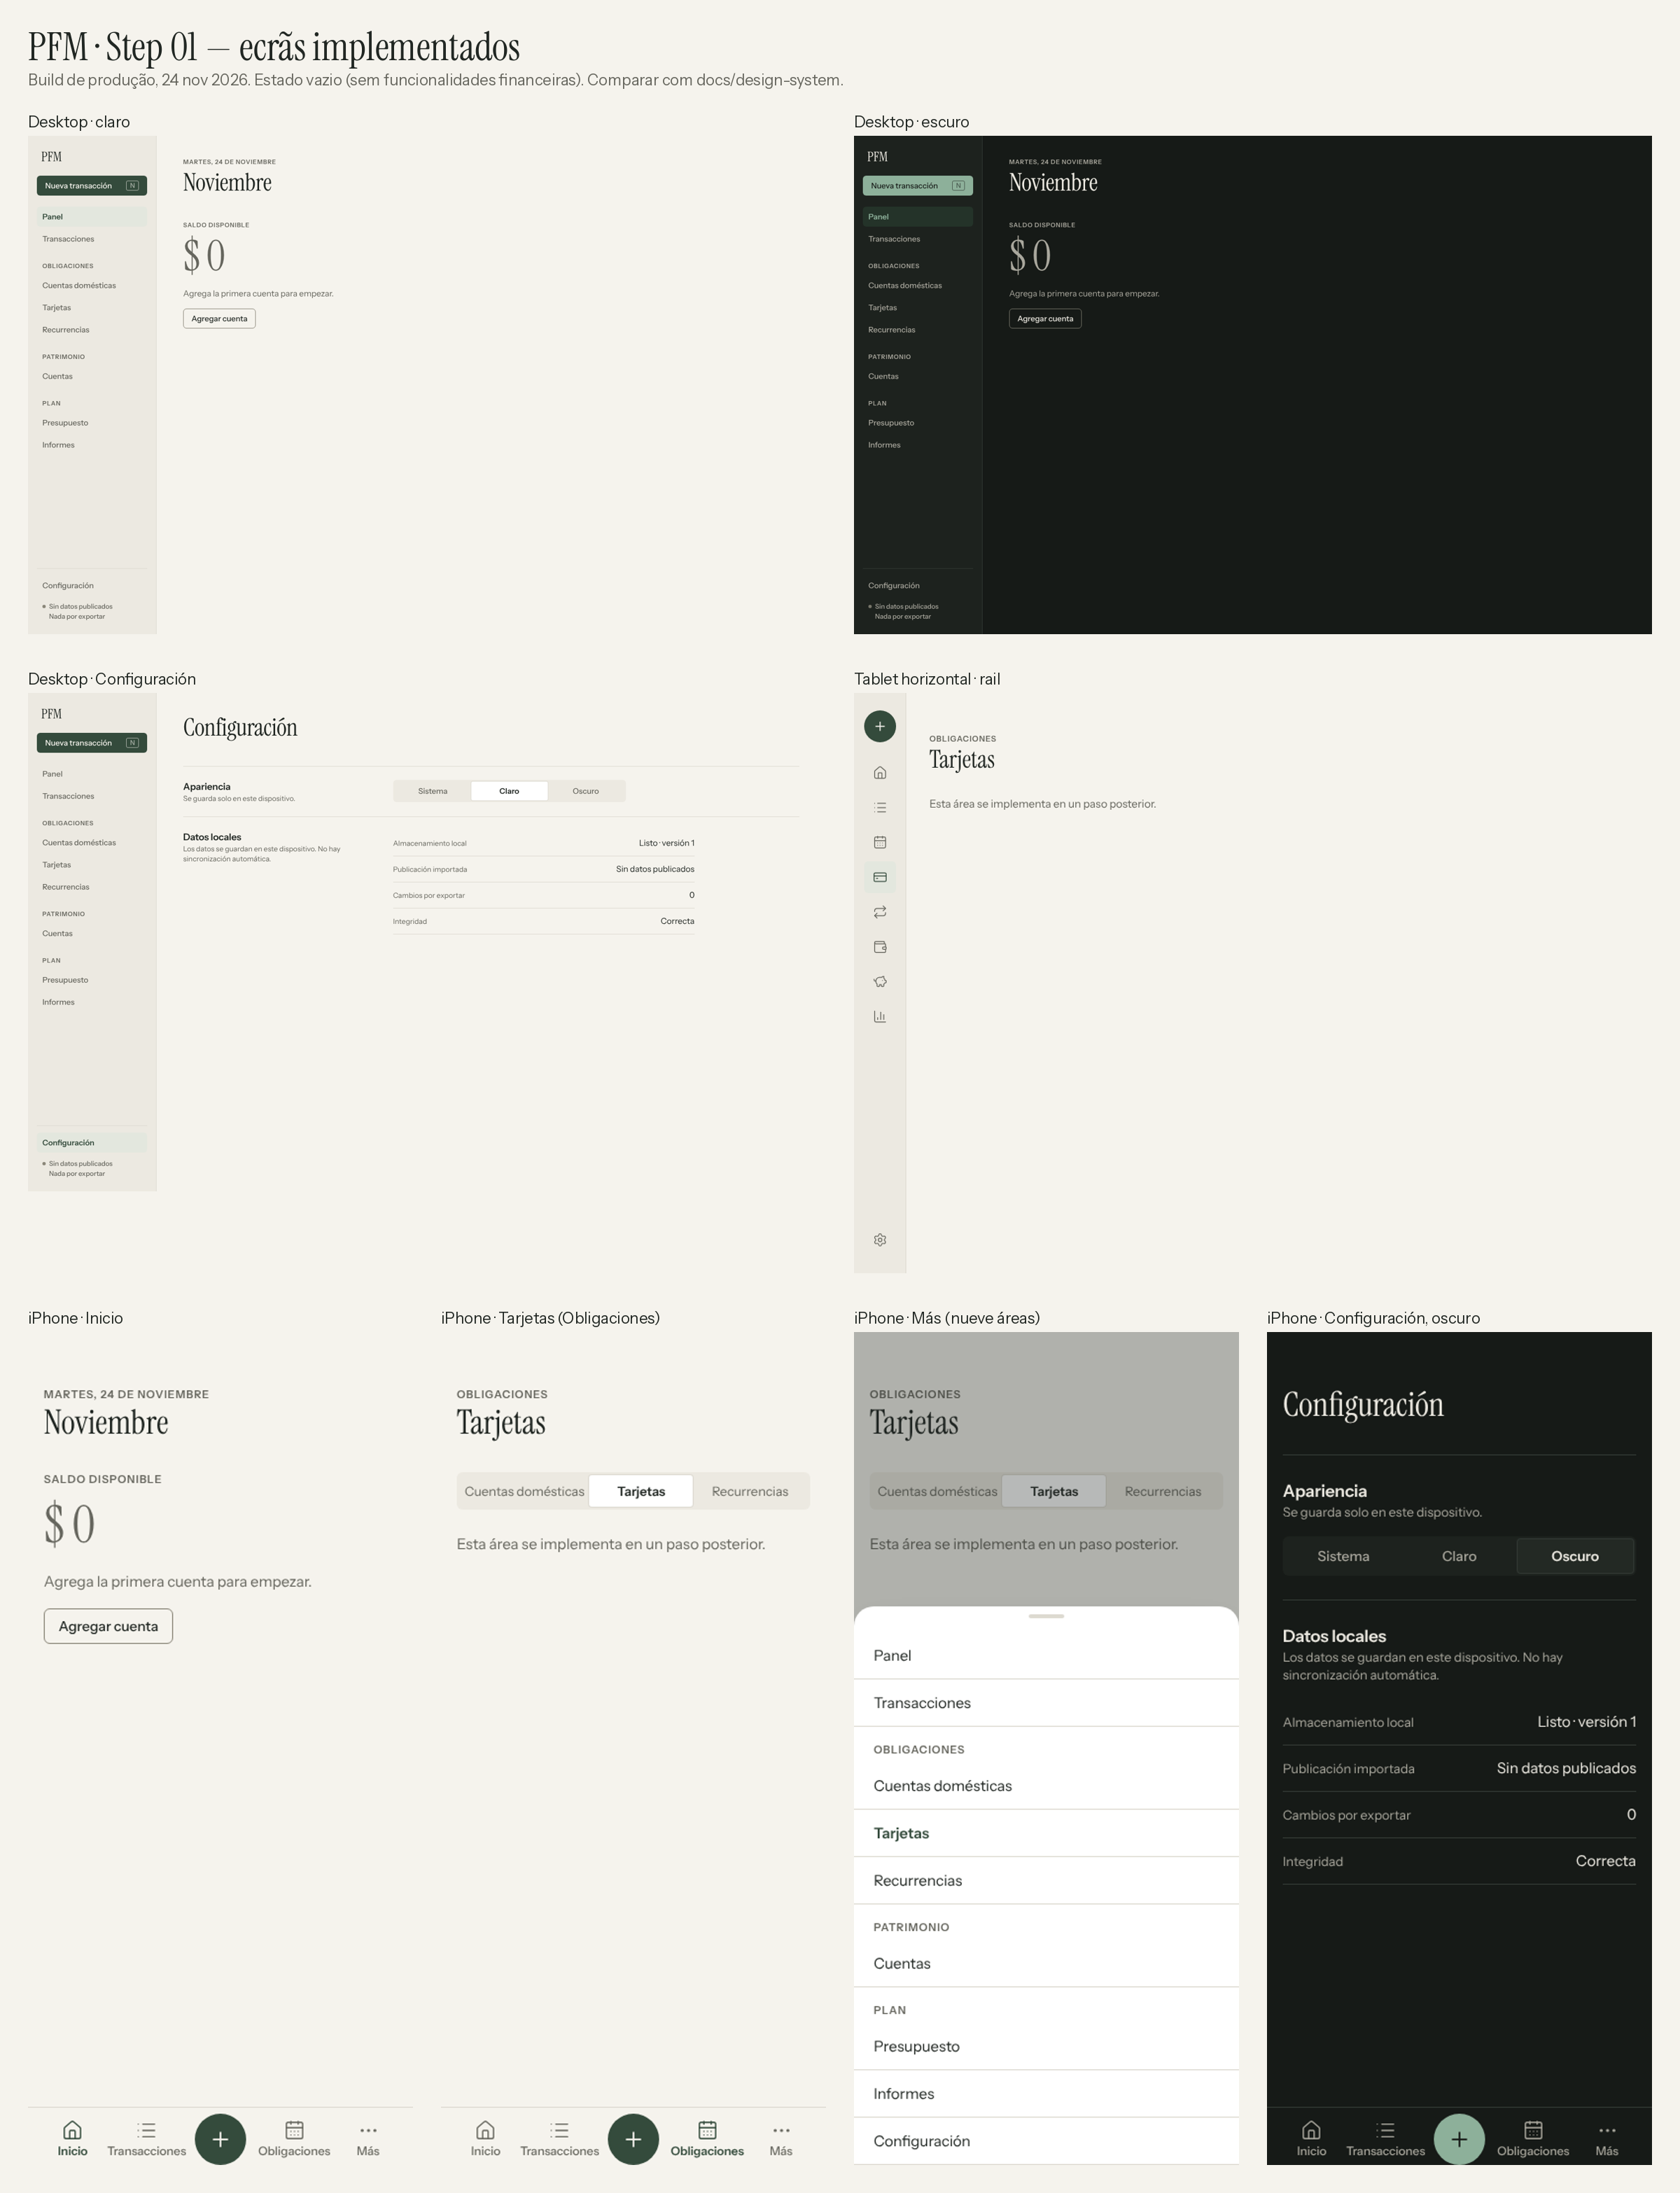 PFM · Step 01 — ecrãs implementados
Build de produção, 24 nov 2026. Estado vazio (sem funcionalidades financeiras). Comparar com docs/design-system.
Desktop · claro
PFM
Nueva transacción N
Panel
Transacciones
OBLIGACIONES
Cuentas domésticas
Tarjetas
Recurrencias
PATRIMONIO
Cuentas
PLAN
Presupuesto
Informes
Configuración
Sin datos publicados
Nada por exportar
MARTES, 24 DE NOVIEMBRE
Noviembre
SALDO DISPONIBLE
$ 0
Agrega la primera cuenta para empezar.
Agregar cuenta
Desktop · escuro
PFM
Nueva transacción N
Panel
Transacciones
OBLIGACIONES
Cuentas domésticas
Tarjetas
Recurrencias
PATRIMONIO
Cuentas
PLAN
Presupuesto
Informes
Configuración
Sin datos publicados
Nada por exportar
MARTES, 24 DE NOVIEMBRE
Noviembre
SALDO DISPONIBLE
$ 0
Agrega la primera cuenta para empezar.
Agregar cuenta
Desktop · Configuración
PFM
Nueva transacción N
Panel
Transacciones
OBLIGACIONES
Cuentas domésticas
Tarjetas
Recurrencias
PATRIMONIO
Cuentas
PLAN
Presupuesto
Informes
Configuración
Sin datos publicados
Nada por exportar
Configuración
Apariencia
Se guarda solo en este dispositivo.
Sistema Claro Oscuro
Datos locales
Los datos se guardan en este dispositivo. No hay
sincronización automática.
Almacenamiento local Listo · versión 1
Publicación importada Sin datos publicados
Cambios por exportar 0
Integridad Correcta
Tablet horizontal · rail
OBLIGACIONES
Tarjetas
Esta área se implementa en un paso posterior.
iPhone · Inicio
MARTES, 24 DE NOVIEMBRE
Noviembre
SALDO DISPONIBLE
$ 0
Agrega la primera cuenta para empezar.
Agregar cuenta
Inicio Transacciones Obligaciones Más
iPhone · Tarjetas (Obligaciones)
OBLIGACIONES
Tarjetas
Cuentas domésticas Tarjetas Recurrencias
Esta área se implementa en un paso posterior.
Inicio Transacciones Obligaciones Más
iPhone · Más (nueve áreas)
OBLIGACIONES
Tarjetas
Cuentas domésticas Tarjetas Recurrencias
Esta área se implementa en un paso posterior.
Panel
Transacciones
OBLIGACIONES
Cuentas domésticas
Tarjetas
Recurrencias
PATRIMONIO
Cuentas
PLAN
Presupuesto
Informes
Configuración
iPhone · Configuración, oscuro
Configuración
Apariencia
Se guarda solo en este dispositivo.
Sistema Claro Oscuro
Datos locales
Los datos se guardan en este dispositivo. No hay
sincronización automática.
Almacenamiento local Listo · versión 1
Publicación importada Sin datos publicados
Cambios por exportar 0
Integridad Correcta
Inicio Transacciones Obligaciones Más